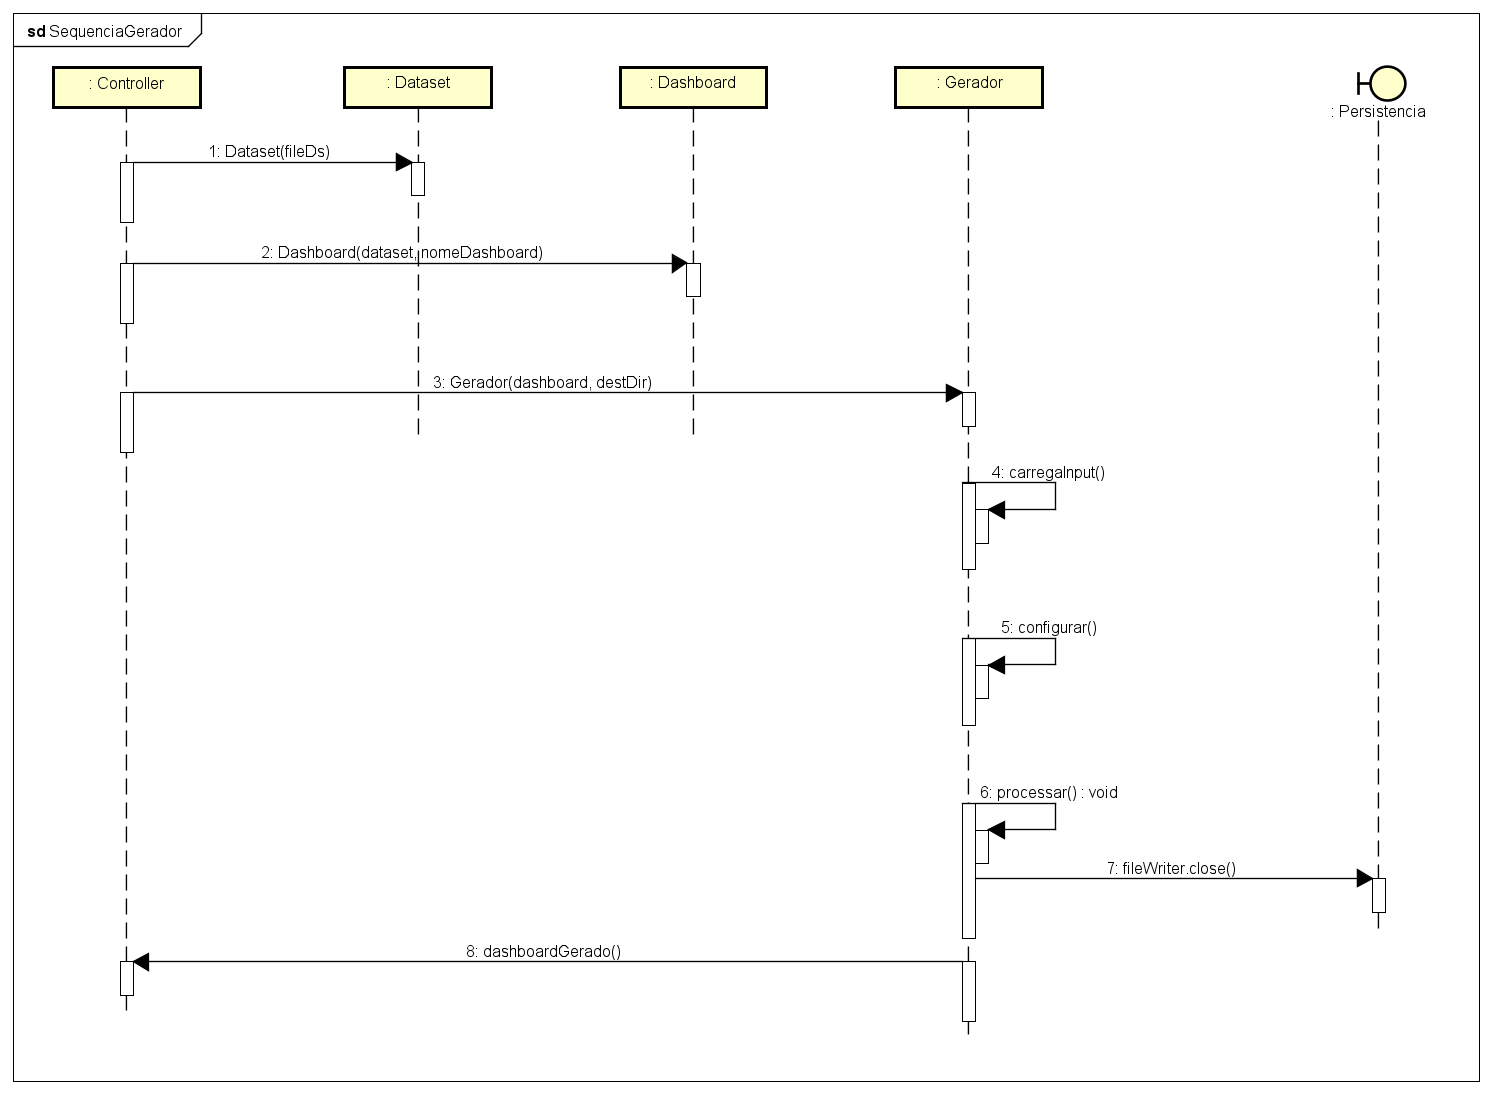 sd SequenciaGerador
: Controller
: Dataset
: Dashboard
: Gerador
: Persistencia
1: Dataset(fileDs)
2: Dashboard(dataset, nomeDashboard)
3: Gerador(dashboard, destDir)
4: carregaInput()
5: configurar()
6: processar() : void
7: fileWriter.close()
8: dashboardGerado()